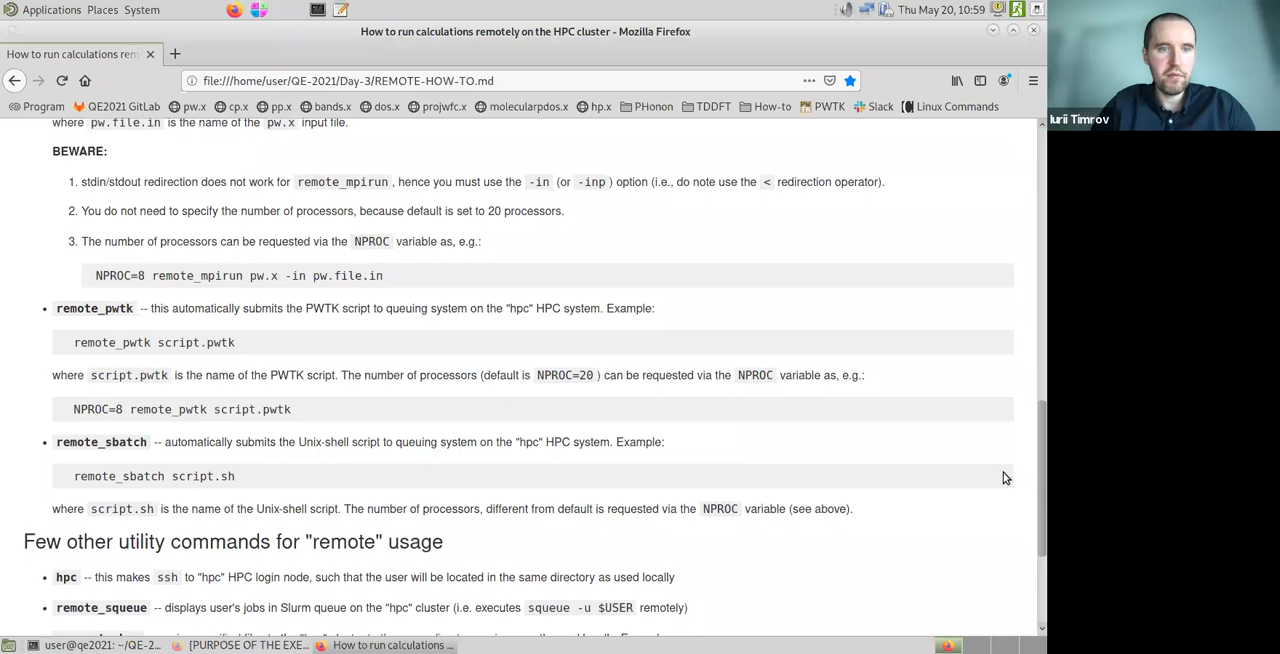 Applications Places System
Thu May 20, 10:59
How to run calculations remotely on the HPC cluster - Mozilla Firefox
How to run calculations rem
file:///home/user/QE-2021/Day-3/REMOTE-HOW-TO.md
Program QE2021 GitLab pw.x cp.x pp.x bands.x dos.x projwfc.x molecularpdos.x hp.x PHonon TDDFT How-to PWTK Slack Linux Commands
Iurii Timrov
where pw.file.in is the name of the pw.x input file.
BEWARE:
1. stdin/stdout redirection does not work for remote_mpirun, hence you must use the -in (or -inp) option (i.e., do note use the < redirection operator).
2. You do not need to specify the number of processors, because default is set to 20 processors.
3. The number of processors can be requested via the NPROC variable as, e.g.:
NPROC=8 remote_mpirun pw.x -in pw.file.in
• remote_pwtk -- this automatically submits the PWTK script to queuing system on the "hpc" HPC system. Example:
remote_pwtk script.pwtk
where script.pwtk is the name of the PWTK script. The number of processors (default is NPROC=20) can be requested via the NPROC variable as, e.g.:
NPROC=8 remote_pwtk script.pwtk
• remote_sbatch -- automatically submits the Unix-shell script to queuing system on the "hpc" HPC system. Example:
remote_sbatch script.sh
where script.sh is the name of the Unix-shell script. The number of processors, different from default is requested via the NPROC variable (see above).
Few other utility commands for "remote" usage
• hpc -- this makes ssh to "hpc" HPC login node, such that the user will be located in the same directory as used locally
• remote_squeue -- displays user's jobs in Slurm queue on the "hpc" cluster (i.e. executes squeue -u $USER remotely)
user@qe2021: ~/QE-2... [PURPOSE OF THE EXE... How to run calculations ...